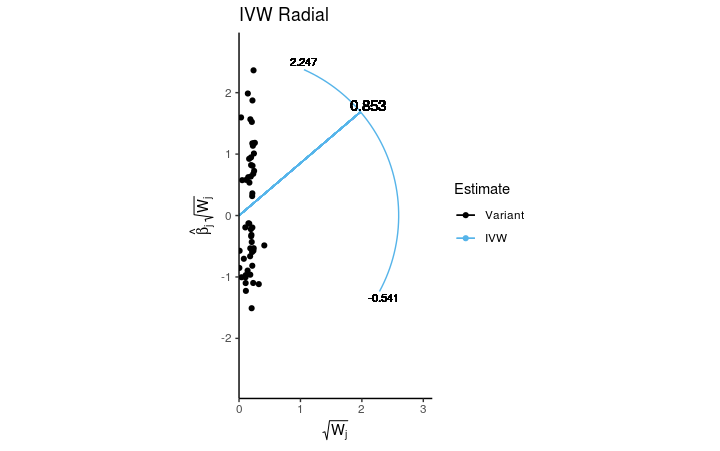 IVW Radial
2.247
0.853
-0.541
2
1
0
-1
-2
β̂ⱼ√Wⱼ
0 1 2 3
√Wⱼ
Estimate
Variant
IVW